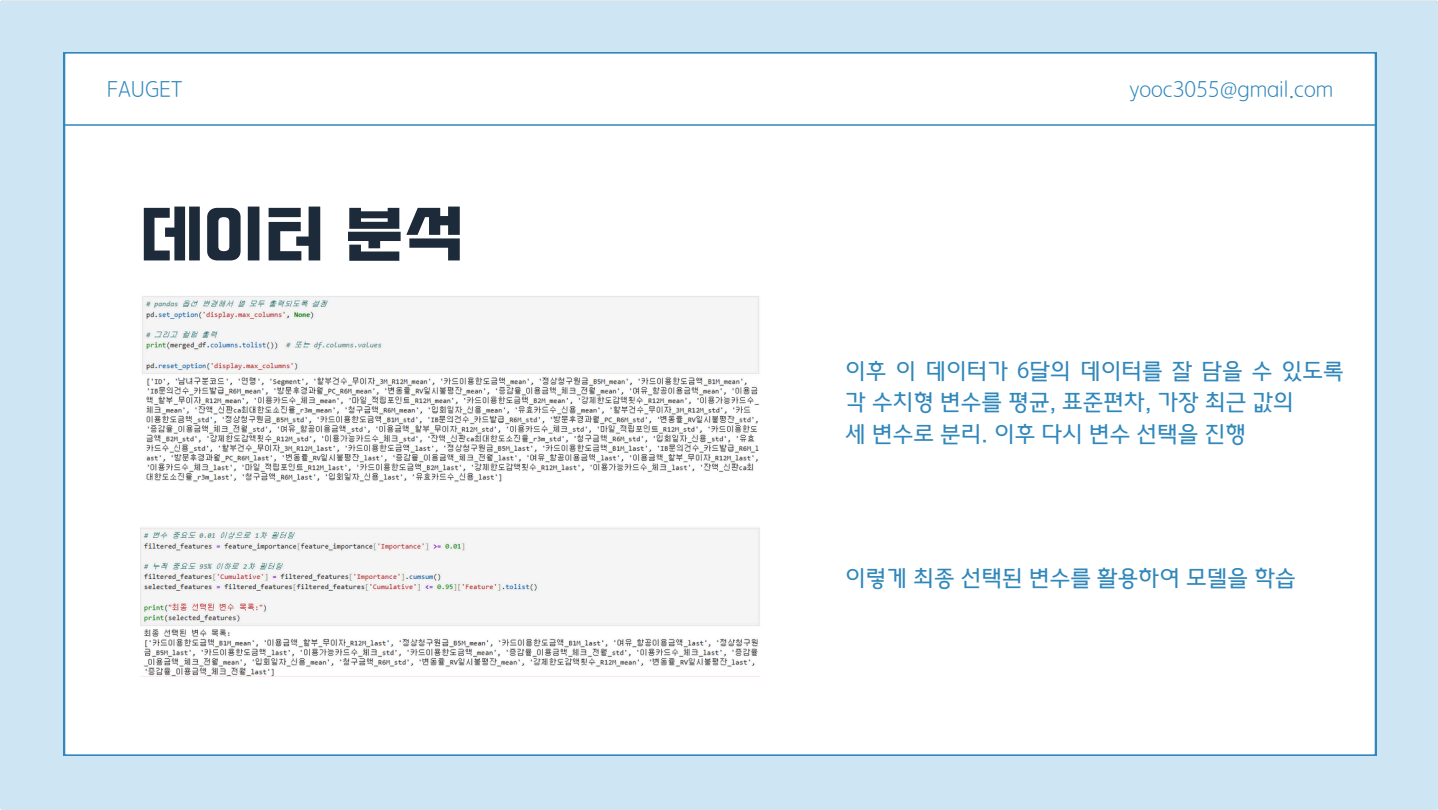 FAUGET
yooc3055@gmail.com
데이터 분석
# pandas 옵션 변경해서 열 모두 출력되도록 설정
pd.set_option('display.max_columns', None)
# 그리고 컬럼 출력
print(merged_df.columns.tolist())  # 또는 df.columns.values
pd.reset_option('display.max_columns')
['ID', '남녀구분코드', '연령', 'Segment', '할부건수_무이자_3M_R12M_mean', '카드이용한도금액_mean', '정상청구원금_B5M_mean', '카드이용한도금액_B1M_mean',
'IB문의건수_카드발급_R6M_mean', '방문후경과월_PC_R6M_mean', '변동률_RV일시불평잔_mean', '증감율_이용금액_체크_전월_mean', '여유_항공이용금액_mean', '이용금
액_할부_무이자_R12M_mean', '이용카드수_체크_mean', '마일_적립포인트_R12M_mean', '카드이용한도금액_B2M_mean', '강제한도감액횟수_R12M_mean', '이용가능카드수_
체크_mean', '잔액_신판ca최대한도소진율_r3m_mean', '청구금액_R6M_mean', '입회일자_신용_mean', '유효카드수_신용_mean', '할부건수_무이자_3M_R12M_std', '카드
이용한도금액_std', '정상청구원금_B5M_std', '카드이용한도금액_B1M_std', 'IB문의건수_카드발급_R6M_std', '방문후경과월_PC_R6M_std', '변동률_RV일시불평잔_std',
'증감율_이용금액_체크_전월_std', '여유_항공이용금액_std', '이용금액_할부_무이자_R12M_std', '이용카드수_체크_std', '마일_적립포인트_R12M_std', '카드이용한도
금액_B2M_std', '강제한도감액횟수_R12M_std', '이용가능카드수_체크_std', '잔액_신판ca최대한도소진율_r3m_std', '청구금액_R6M_std', '입회일자_신용_std', '유효
카드수_신용_std', '할부건수_무이자_3M_R12M_last', '카드이용한도금액_last', '정상청구원금_B5M_last', '카드이용한도금액_B1M_last', 'IB문의건수_카드발급_R6M_l
ast', '방문후경과월_PC_R6M_last', '변동률_RV일시불평잔_last', '증감율_이용금액_체크_전월_last', '여유_항공이용금액_last', '이용금액_할부_무이자_R12M_last',
'이용카드수_체크_last', '마일_적립포인트_R12M_last', '카드이용한도금액_B2M_last', '강제한도감액횟수_R12M_last', '이용가능카드수_체크_last', '잔액_신판ca최
대한도소진율_r3m_last', '청구금액_R6M_last', '입회일자_신용_last', '유효카드수_신용_last']
이후 이 데이터가 6달의 데이터를 잘 담을 수 있도록
각 수치형 변수를 평균, 표준편차, 가장 최근 값의
세 변수로 분리. 이후 다시 변수 선택을 진행
# 변수 중요도 0.01 이상으로 1차 필터링
filtered_features = feature_importance[feature_importance['Importance'] >= 0.01]
# 누적 중요도 95% 이하로 2차 필터링
filtered_features['Cumulative'] = filtered_features['Importance'].cumsum()
selected_features = filtered_features[filtered_features['Cumulative'] <= 0.95]['Feature'].tolist()
print("최종 선택된 변수 목록:")
print(selected_features)
최종 선택된 변수 목록:
['카드이용한도금액_B1M_mean', '이용금액_할부_무이자_R12M_last', '정상청구원금_B5M_mean', '카드이용한도금액_B1M_last', '여유_항공이용금액_last', '정상청구원
금_B5M_last', '이용가능카드수_체크_std', '카드이용한도금액_mean', '증감율_이용금액_체크_전월_std', '이용카드수_체크_last', '카드이용한도금액_last', '증감율
_이용금액_체크_전월_mean', '입회일자_신용_mean', '청구금액_R6M_std', '변동률_RV일시불평잔_mean', '강제한도감액횟수_R12M_mean', '변동률_RV일시불평잔_last',
'증감율_이용금액_체크_전월_last']
이렇게 최종 선택된 변수를 활용하여 모델을 학습